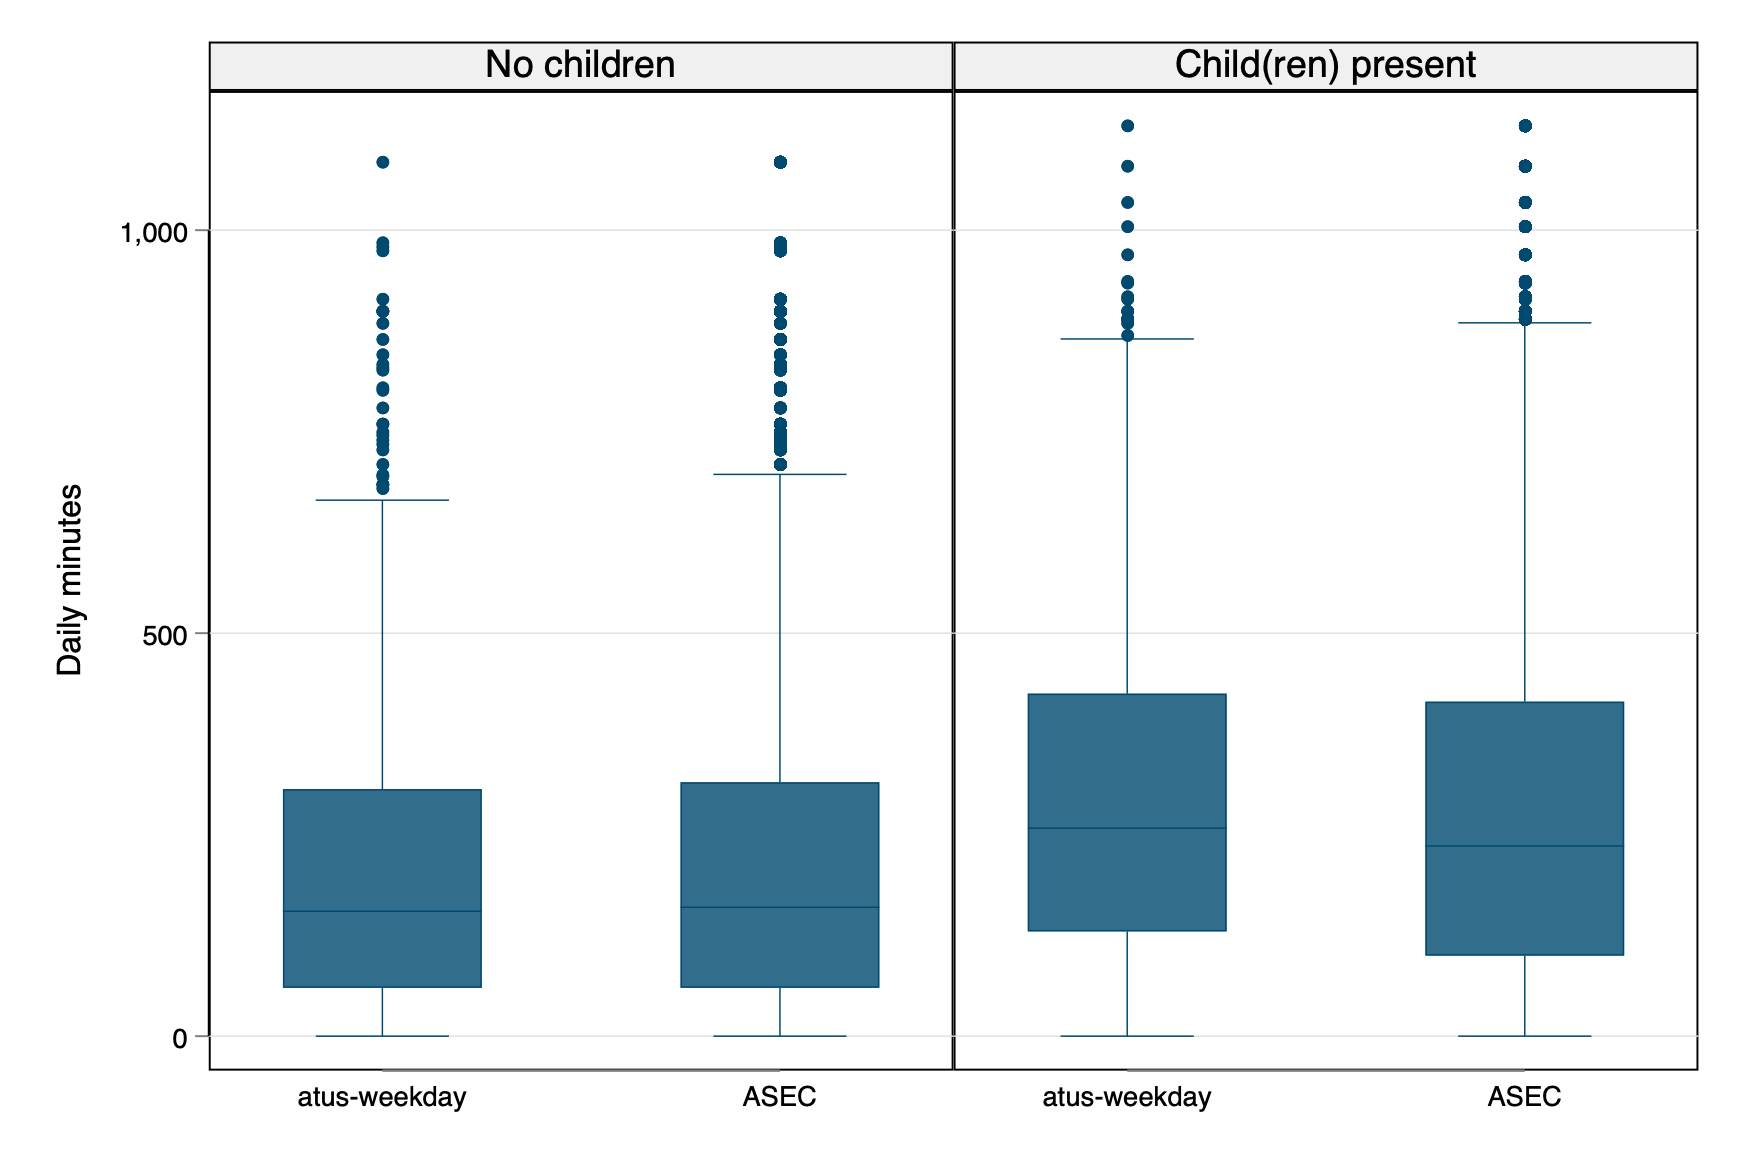 No children
Child(ren) present
Daily minutes
1,000
500
0
atus-weekday
ASEC
atus-weekday
ASEC